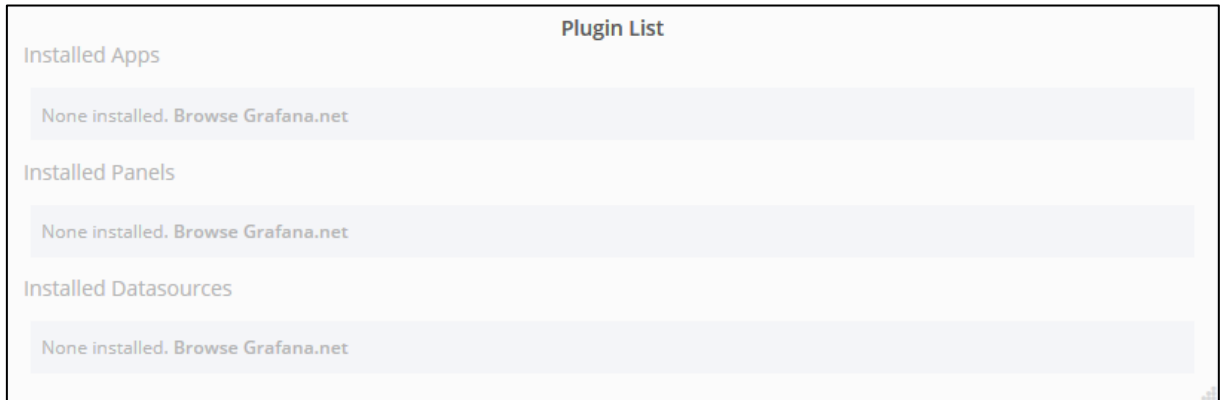 Plugin List
Installed Apps
None installed. Browse Grafana.net
Installed Panels
None installed. Browse Grafana.net
Installed Datasources
None installed. Browse Grafana.net